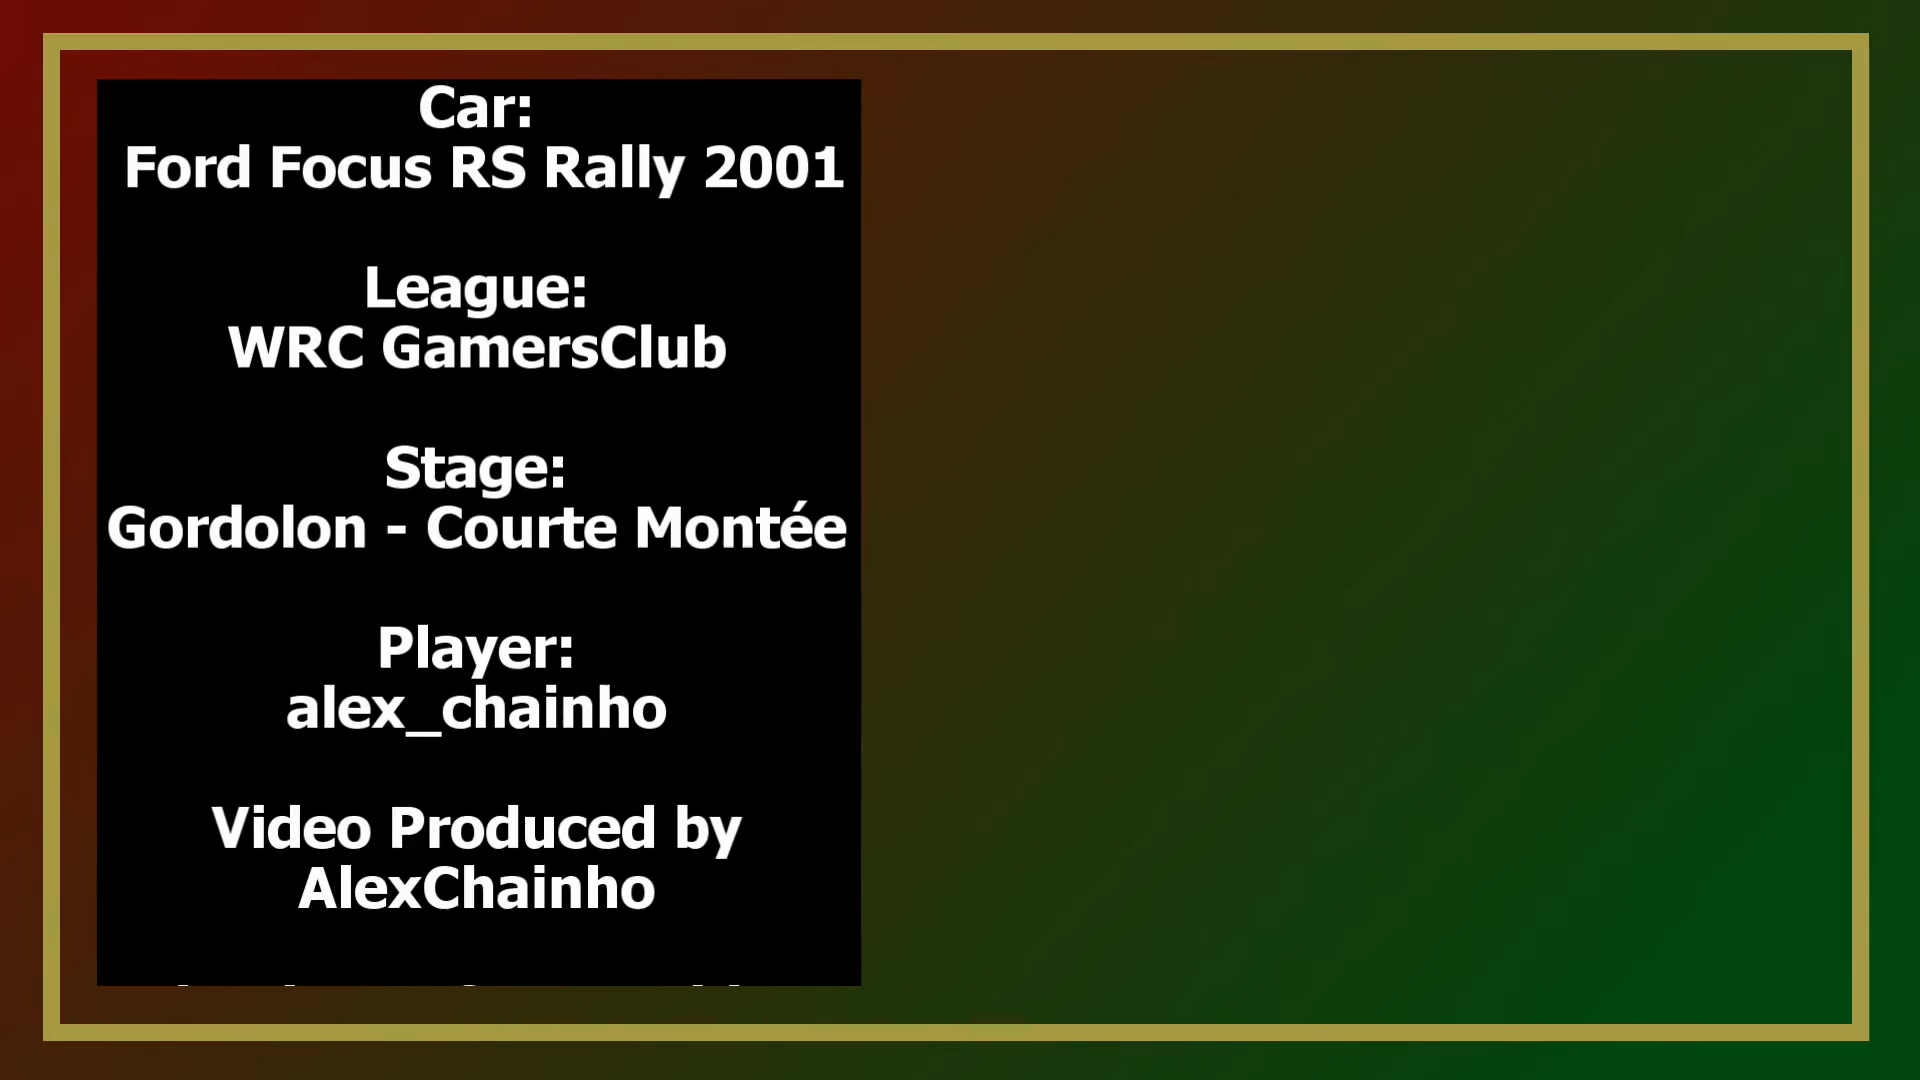 Car:
Ford Focus RS Rally 2001
League:
WRC GamersClub
Stage:
Gordolon - Courte Montée
Player:
alex_chainho
Video Produced by
AlexChainho